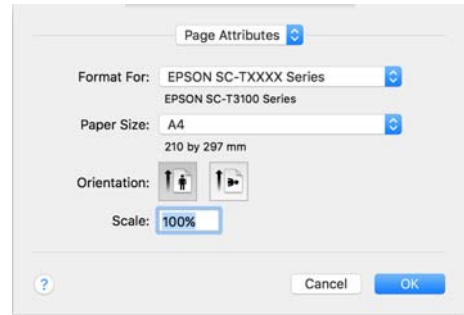 Page Attributes
Format For: EPSON SC-TXXXX Series
EPSON SC-T3100 Series
Paper Size: A4
210 by 297 mm
Orientation:
Scale: 100%
? Cancel OK